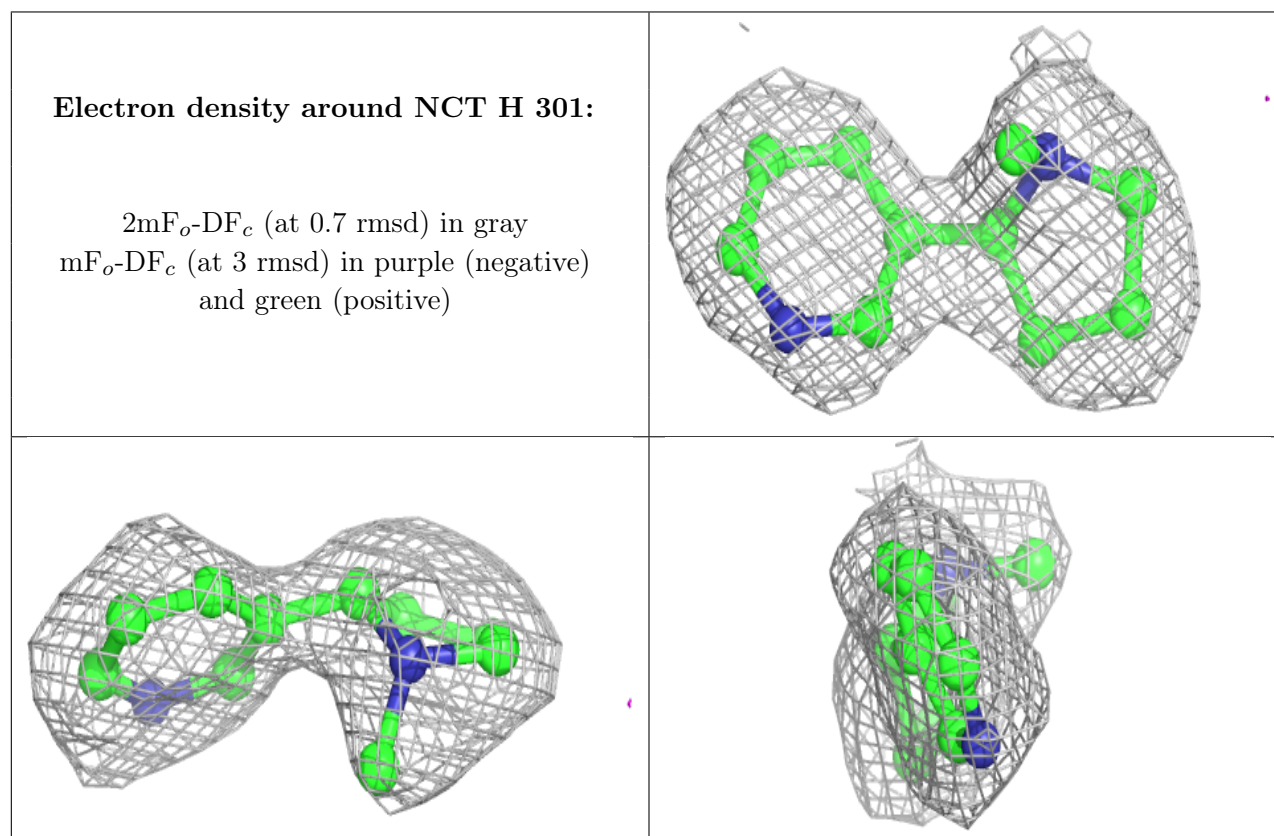 Electron density around NCT H 301:
2mFo-DFc (at 0.7 rmsd) in gray
mFo-DFc (at 3 rmsd) in purple (negative)
and green (positive)